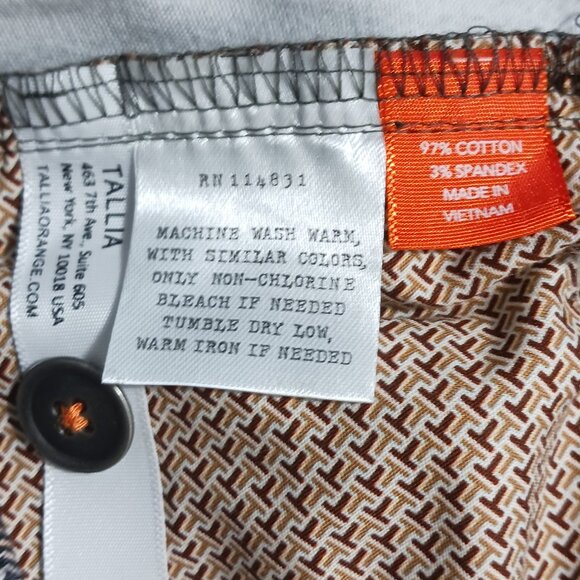 TALLIA
463 7th Ave., Suite 605
New York, NY 10018 USA
TALLIAORANGE.COM
RN 114831
MACHINE WASH WARM,
WITH SIMILAR COLORS,
ONLY NON-CHLORINE
BLEACH IF NEEDED
TUMBLE DRY LOW,
WARM IRON IF NEEDED
97% COTTON
3% SPANDEX
MADE IN
VIETNAM